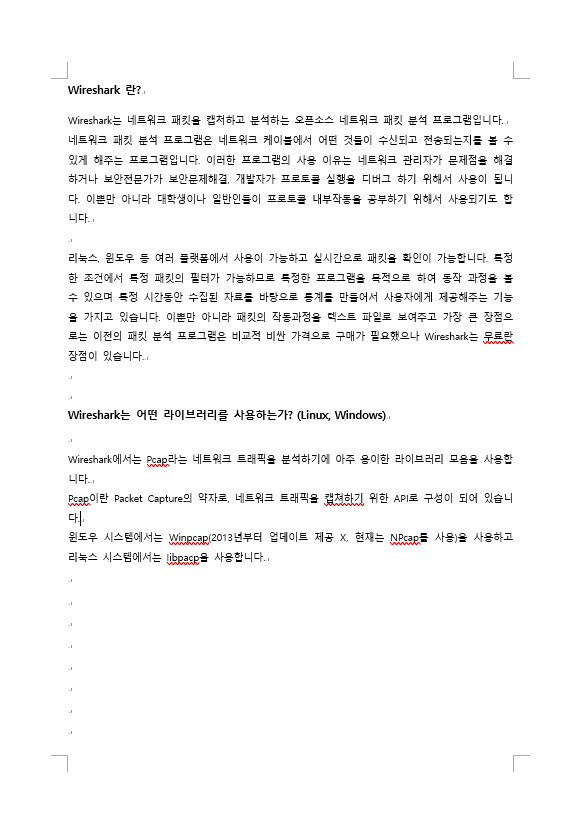 Wireshark 란?
Wireshark는 네트워크 패킷을 캡처하고 분석하는 오픈소스 네트워크 패킷 분석 프로그램입니다.
네트워크 패킷 분석 프로그램은 네트워크 케이블에서 어떤 것들이 수신되고 전송되는지를 볼 수
있게 해주는 프로그램입니다. 이러한 프로그램의 사용 이유는 네트워크 관리자가 문제점을 해결
하거나 보안전문가가 보안문제해결, 개발자가 프로토콜 실행을 디버그 하기 위해서 사용이 됩니
다. 이뿐만 아니라 대학생이나 일반인들이 프로토콜 내부작동을 공부하기 위해서 사용되기도 합
니다.
리눅스, 윈도우 등 여러 플랫폼에서 사용이 가능하고 실시간으로 패킷을 확인이 가능합니다. 특정
한 조건에서 특정 패킷의 필터가 가능하므로 특정한 프로그램을 목적으로 하여 동작 과정을 볼
수 있으며 특정 시간동안 수집된 자료를 바탕으로 통계를 만들어서 사용자에게 제공해주는 기능
을 가지고 있습니다. 이뿐만 아니라 패킷의 작동과정을 텍스트 파일로 보여주고 가장 큰 장점으
로는 이전의 패킷 분석 프로그램은 비교적 비싼 가격으로 구매가 필요했으나 Wireshark는 무료란
장점이 있습니다.
Wireshark는 어떤 라이브러리를 사용하는가? (Linux, Windows)
Wireshark에서는 Pcap라는 네트워크 트래픽을 분석하기에 아주 용이한 라이브러리 모음을 사용합
니다.
Pcap이란 Packet Capture의 약자로, 네트워크 트래픽을 캡쳐하기 위한 API로 구성이 되어 있습니
다.
윈도우 시스템에서는 Winpcap(2013년부터 업데이트 제공 X, 현재는 NPcap를 사용)을 사용하고
리눅스 시스템에서는 libpacp을 사용합니다.